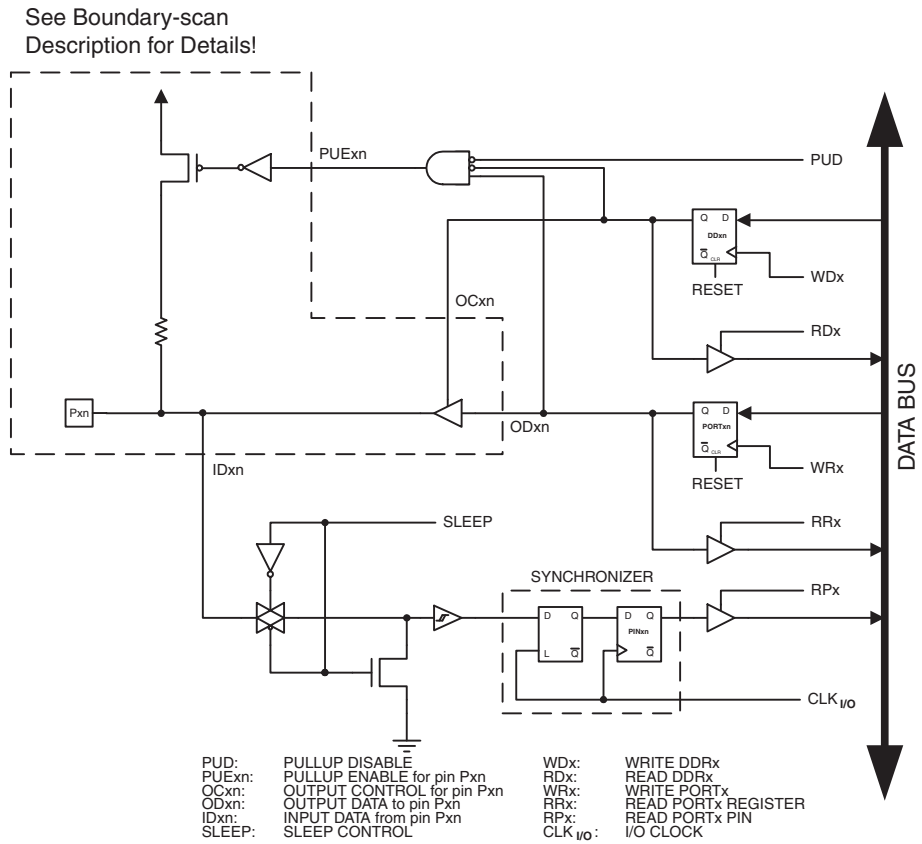 See Boundary-scan
Description for Details!
PUExn
PUD
Q D
DDxn
Q CLR
WDx
RESET
OCxn
RDx
Pxn
ODxn
Q D
PORTxn
Q CLR
WRx
RESET
IDxn
SLEEP
RRx
SYNCHRONIZER
RPx
D Q
L Q
D Q
PINxn
Q
CLK I/O
DATA BUS
PUD: PULLUP DISABLE
PUExn: PULLUP ENABLE for pin Pxn
OCxn: OUTPUT CONTROL for pin Pxn
ODxn: OUTPUT DATA to pin Pxn
IDxn: INPUT DATA from pin Pxn
SLEEP: SLEEP CONTROL
WDx: WRITE DDRx
RDx: READ DDRx
WRx: WRITE PORTx
RRx: READ PORTx REGISTER
RPx: READ PORTx PIN
CLK I/O: I/O CLOCK